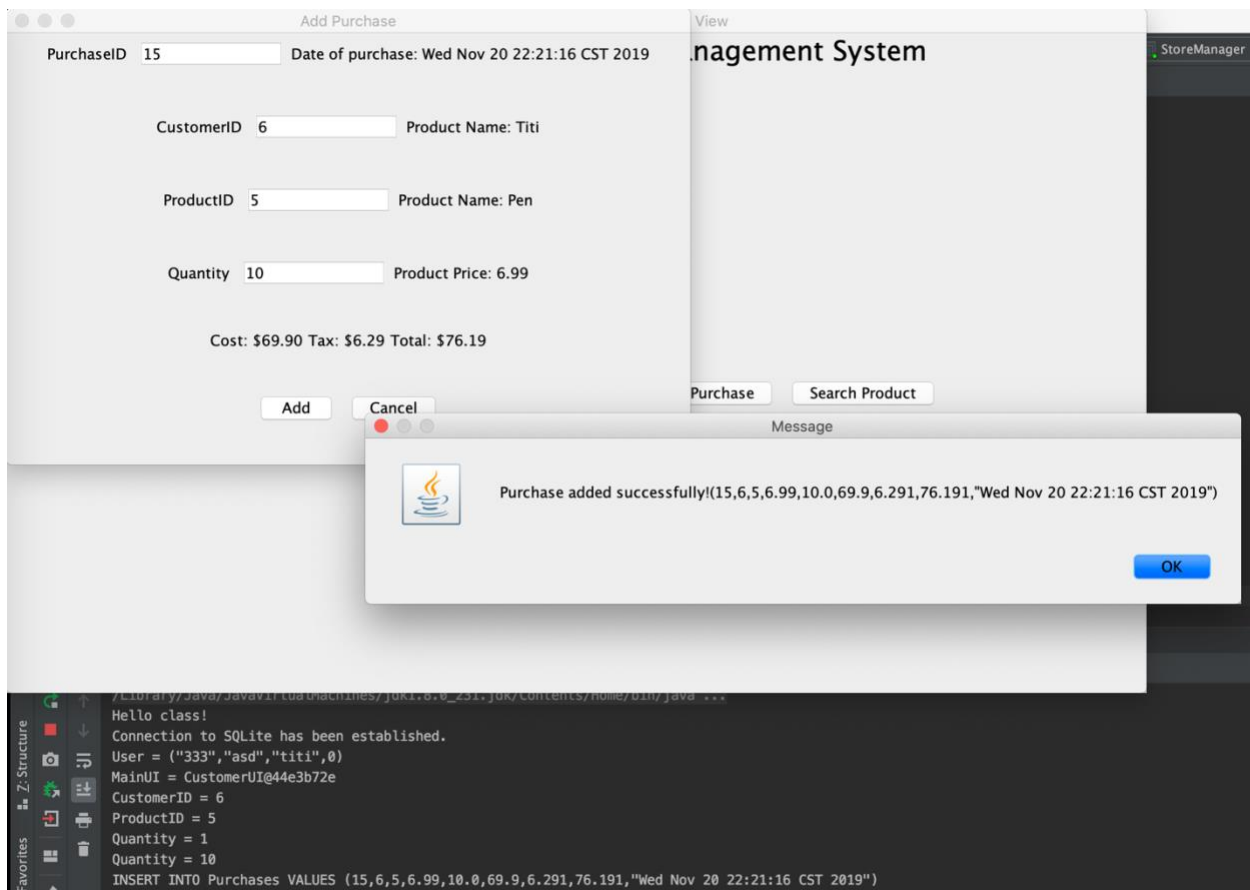 Add Purchase
View
PurchaseID 15 Date of purchase: Wed Nov 20 22:21:16 CST 2019
nagement System
StoreManager
CustomerID 6 Product Name: Titi
ProductID 5 Product Name: Pen
Quantity 10 Product Price: 6.99
Cost: $69.90 Tax: $6.29 Total: $76.19
Purchase Search Product
Add Cancel
Message
Purchase added successfully!(15,6,5,6.99,10.0,69.9,6.291,76.191,"Wed Nov 20 22:21:16 CST 2019")
OK
/Library/Java/JavaVirtualMachines/jdk1.8.0_231.jdk/Contents/Home/bin/java ...
Hello class!
Connection to SQLite has been established.
User = ("333","asd","titi",0)
MainUI = CustomerUI@44e3b72e
CustomerID = 6
ProductID = 5
Quantity = 1
Quantity = 10
INSERT INTO Purchases VALUES (15,6,5,6.99,10.0,69.9,6.291,76.191,"Wed Nov 20 22:21:16 CST 2019")
Z: Structure
Favorites